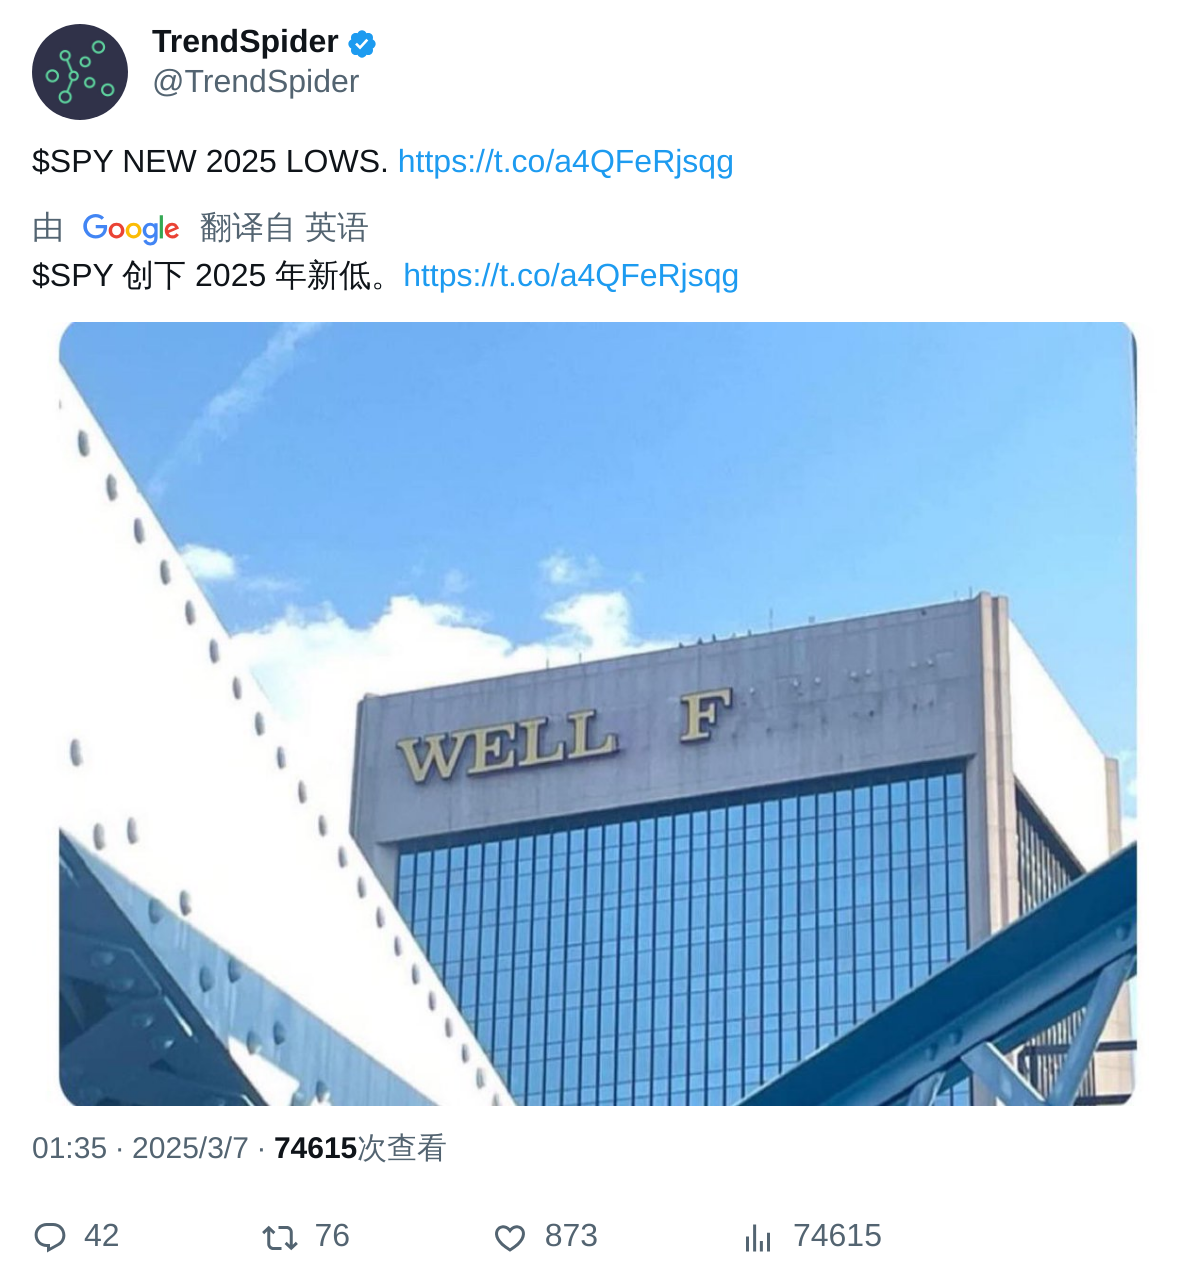 TrendSpider
@TrendSpider
$SPY NEW 2025 LOWS. https://t.co/a4QFeRjsqg
由 Google 翻译自 英语
$SPY 创下 2025 年新低。https://t.co/a4QFeRjsqg
WELL F
01:35 · 2025/3/7 · 74615次查看
42 76 873 74615